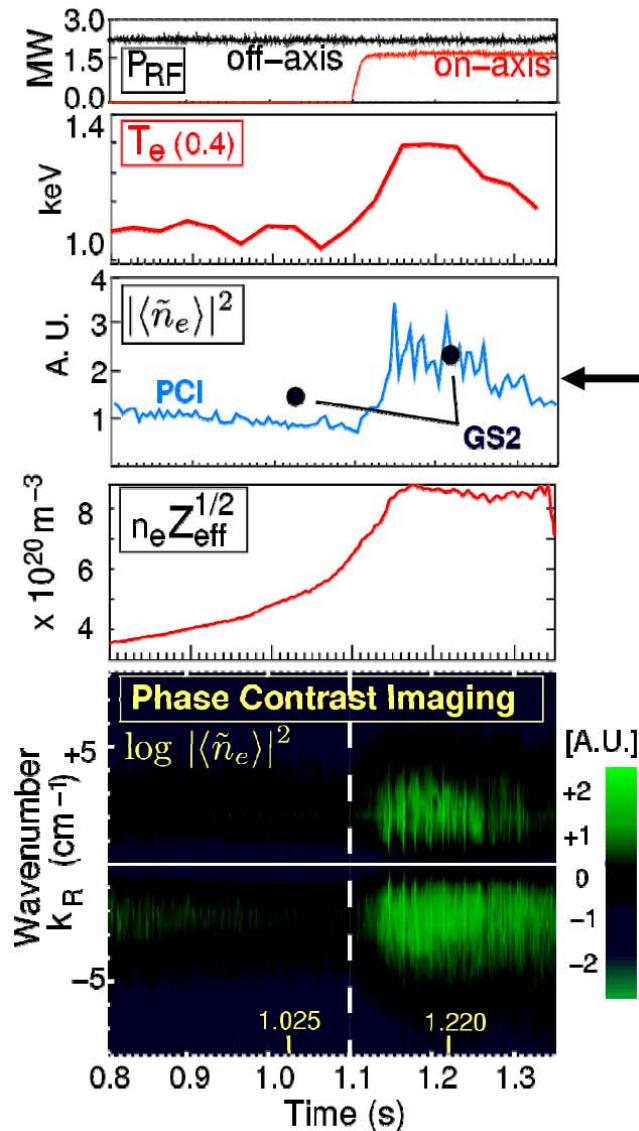 3.0
MW
1.5
0.0
P_RF
off-axis
on-axis
1.4
keV
1.0
T_e (0.4)
4
3
2
1
A. U.
|⟨ñ_e⟩|^2
PCI
GS2
8
6
4
x 10^20 m^-3
n_e Z_eff^1/2
Phase Contrast Imaging
log |⟨ñ_e⟩|^2
+5
-5
Wavenumber
k_R (cm^-1)
[A.U.]
+2
+1
0
-1
-2
1.025
1.220
0.8 0.9 1.0 1.1 1.2 1.3
Time (s)